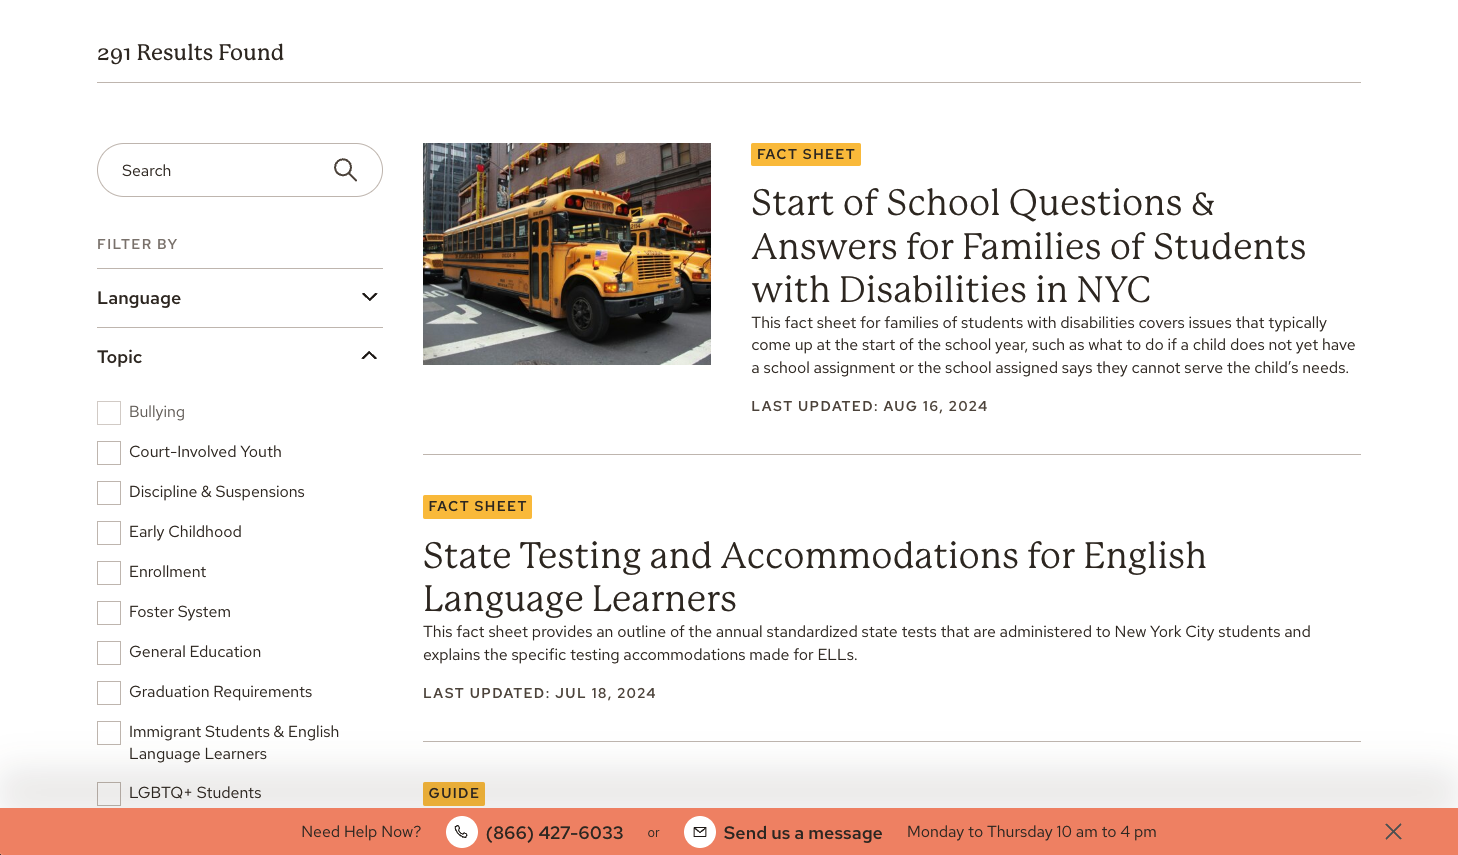 291 Results Found
Search
FILTER BY
Language
Topic
Bullying
Court-Involved Youth
Discipline & Suspensions
Early Childhood
Enrollment
Foster System
General Education
Graduation Requirements
Immigrant Students & English
Language Learners
LGBTQ+ Students
FACT SHEET
Start of School Questions &
Answers for Families of Students
with Disabilities in NYC
This fact sheet for families of students with disabilities covers issues that typically
come up at the start of the school year, such as what to do if a child does not yet have
a school assignment or the school assigned says they cannot serve the child’s needs.
LAST UPDATED: AUG 16, 2024
FACT SHEET
State Testing and Accommodations for English
Language Learners
This fact sheet provides an outline of the annual standardized state tests that are administered to New York City students and
explains the specific testing accommodations made for ELLs.
LAST UPDATED: JUL 18, 2024
GUIDE
Need Help Now? (866) 427-6033 or Send us a message Monday to Thursday 10 am to 4 pm